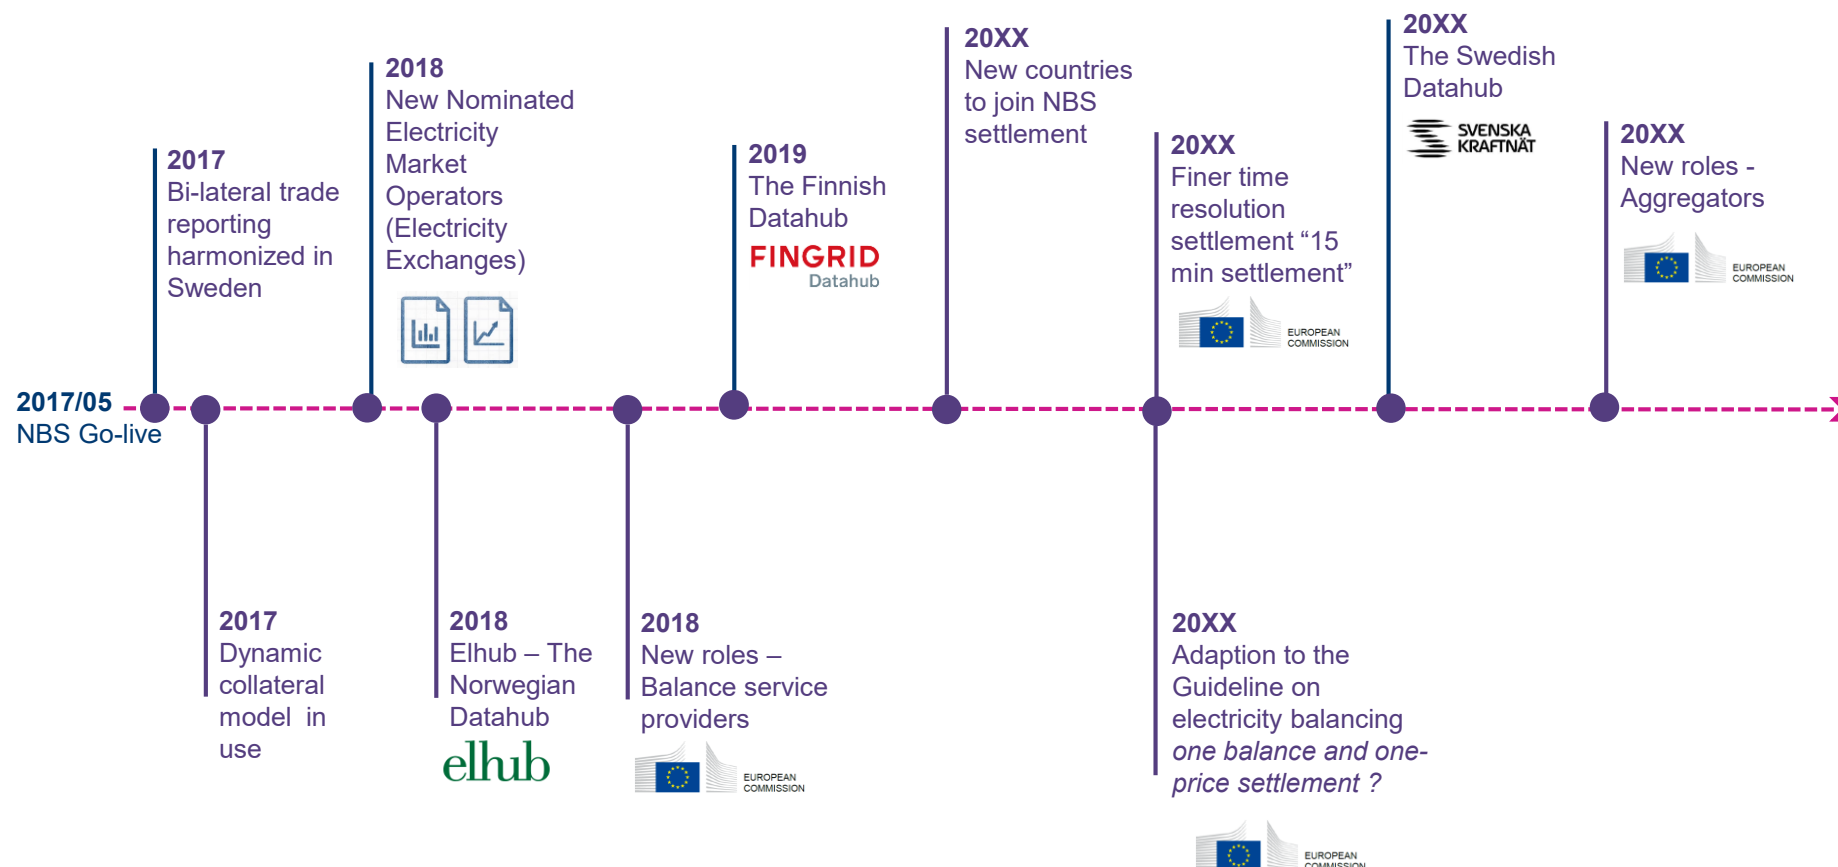 2017/05
NBS Go-live
2017
Bi-lateral trade
reporting
harmonized in
Sweden
2017
Dynamic
collateral
model in
use
2018
New Nominated
Electricity
Market
Operators
(Electricity
Exchanges)
2018
Elhub – The
Norwegian
Datahub
elhub
2018
New roles –
Balance service
providers
EUROPEAN
COMMISSION
2019
The Finnish
Datahub
FINGRID
Datahub
20XX
New countries
to join NBS
settlement
20XX
Finer time
resolution
settlement “15
min settlement”
EUROPEAN
COMMISSION
20XX
Adaption to the
Guideline on
electricity balancing
one balance and one-
price settlement ?
EUROPEAN
COMMISSION
20XX
The Swedish
Datahub
SVENSKA
KRAFTNÄT
20XX
New roles -
Aggregators
EUROPEAN
COMMISSION